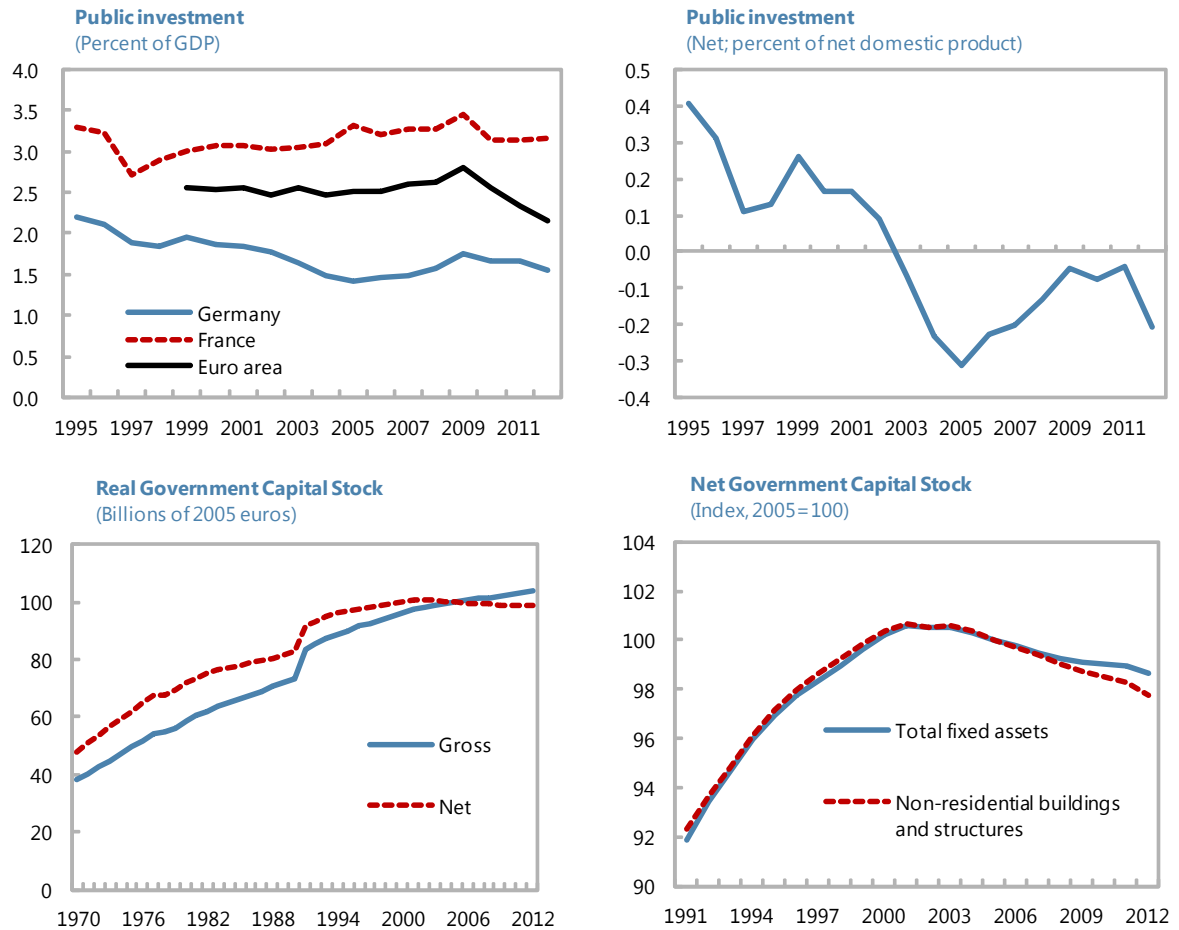 Public investment
(Percent of GDP)
4.0
3.5
3.0
2.5
2.0
1.5
1.0
0.5
0.0
Germany
France
Euro area
1995 1997 1999 2001 2003 2005 2007 2009 2011
Public investment
(Net; percent of net domestic product)
0.5
0.4
0.3
0.2
0.1
0.0
-0.1
-0.2
-0.3
-0.4
1995 1997 1999 2001 2003 2005 2007 2009 2011
Real Government Capital Stock
(Billions of 2005 euros)
120
100
80
60
40
20
0
Gross
Net
1970 1976 1982 1988 1994 2000 2006 2012
Net Government Capital Stock
(Index, 2005=100)
104
102
100
98
96
94
92
90
Total fixed assets
Non-residential buildings
and structures
1991 1994 1997 2000 2003 2006 2009 2012